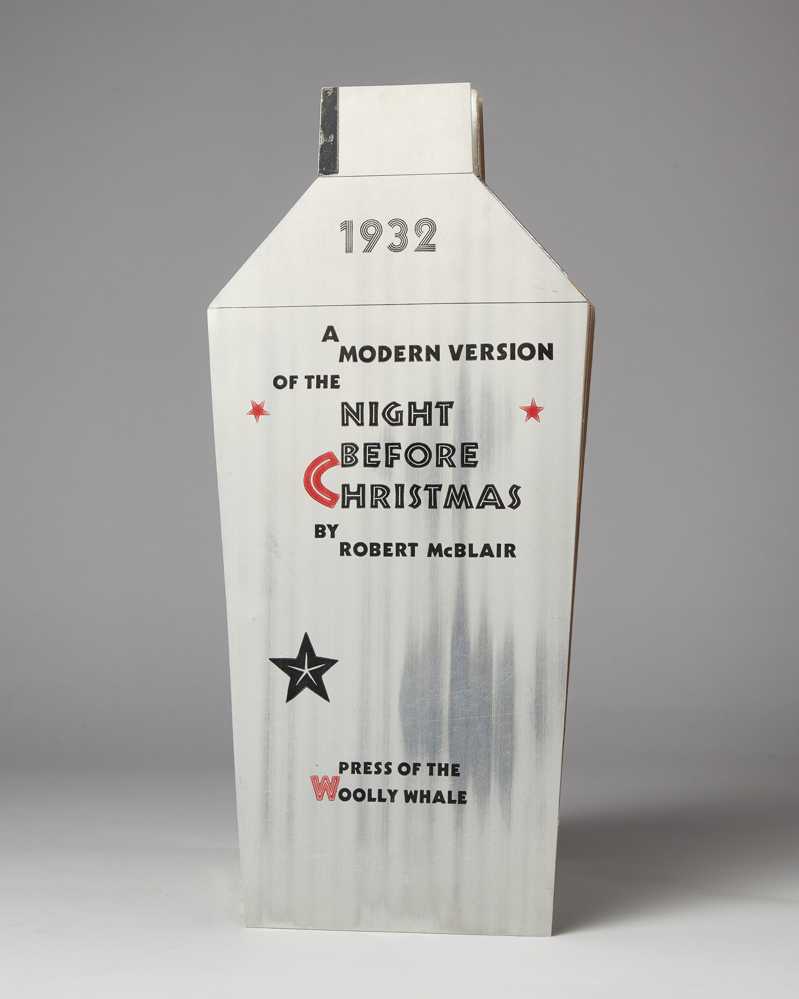 1932
A
MODERN VERSION
OF THE
NIGHT
BEFORE
CHRISTMAS
BY
ROBERT McBLAIR
PRESS OF THE
WOOLLY WHALE